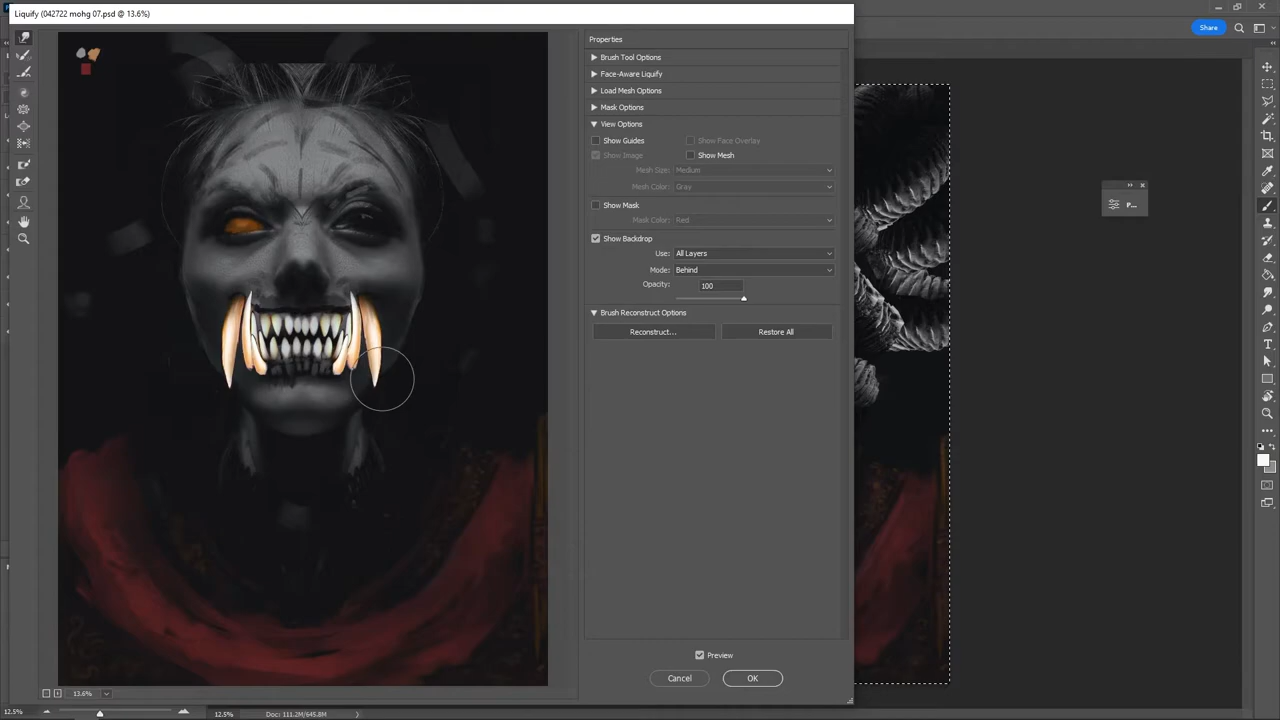 Liquify (042722 mohg 07.psd @ 13.6%)
Share
Properties
Brush Tool Options
Face-Aware Liquify
Load Mesh Options
Mask Options
View Options
Show Guides
Show Face Overlay
Show Image
Show Mesh
Mesh Size: Medium
Mesh Color: Gray
P...
Show Mask
Mask Color: Red
Show Backdrop
Use: All Layers
Mode: Behind
Opacity: 100
Brush Reconstruct Options
Reconstruct...
Restore All
Preview
Cancel
OK
13.6%
12.5%
12.5%
Doc: 111.2M/645.8M